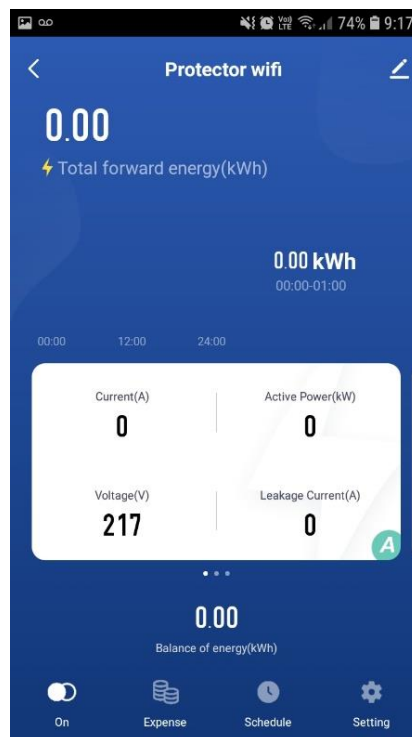 Vo)) LTE 74% 9:17
Protector wifi
0.00
Total forward energy(kWh)
0.00 kWh
00:00-01:00
00:00 12:00 24:00
Current(A) Active Power(kW)
0 0
Voltage(V) Leakage Current(A)
217 0
A
0.00
Balance of energy(kWh)
On Expense Schedule Setting